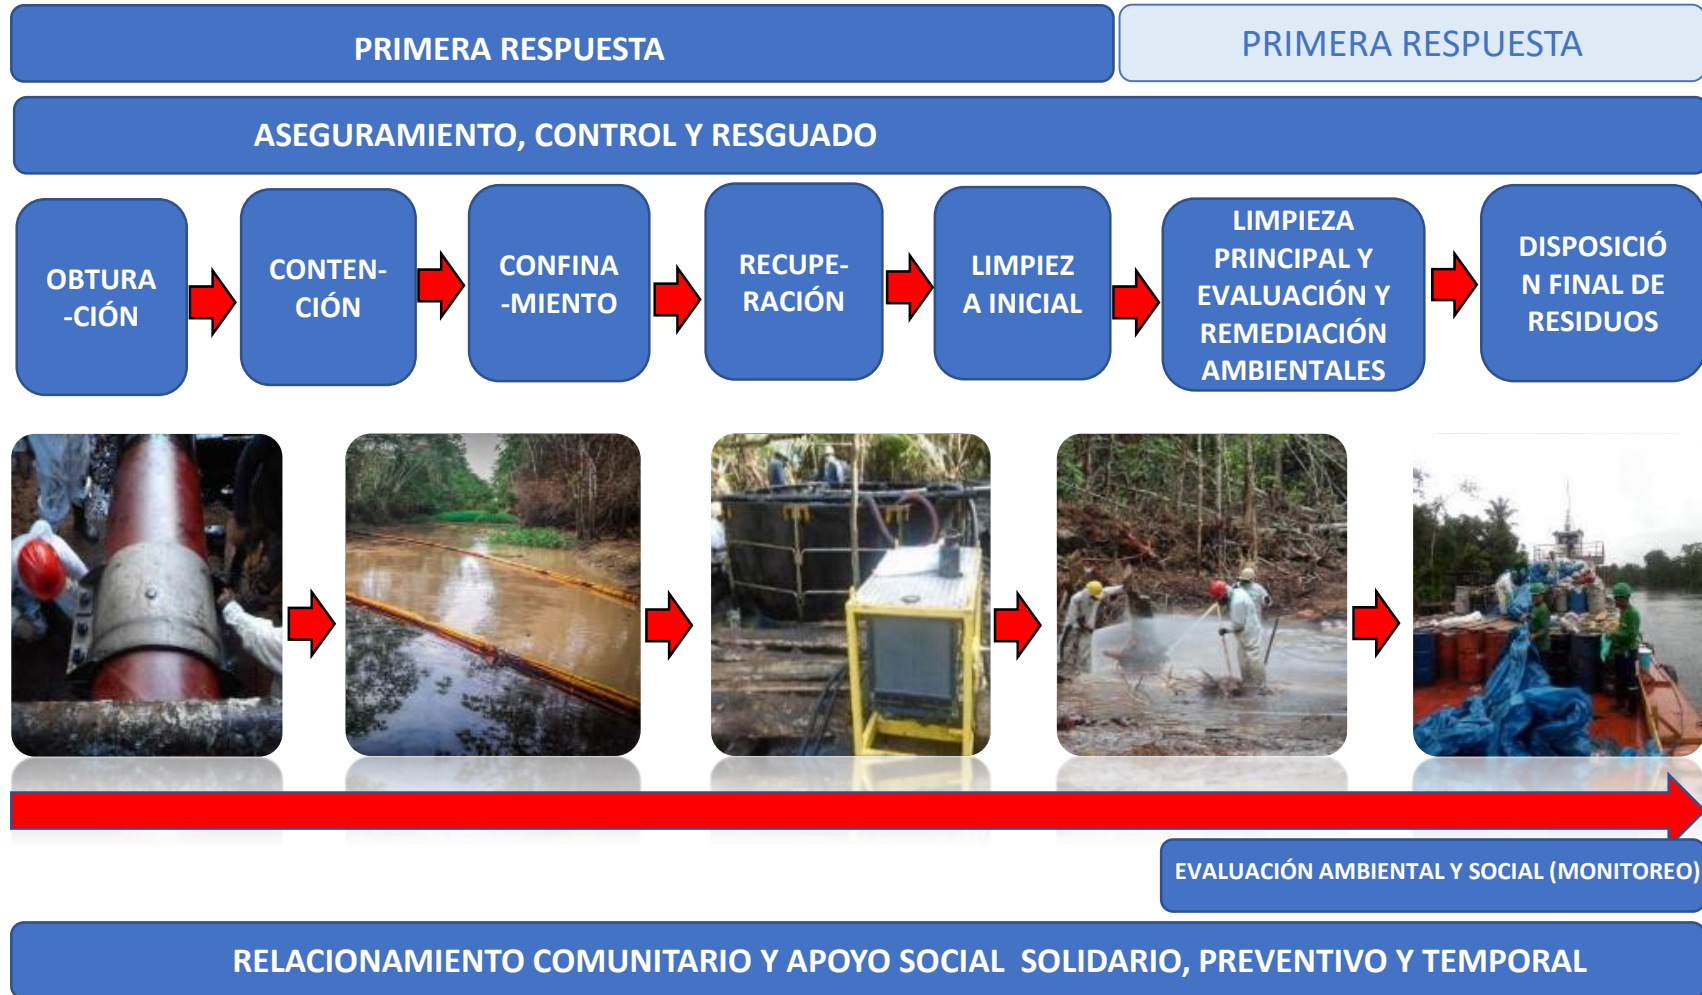 PRIMERA RESPUESTA
PRIMERA RESPUESTA
ASEGURAMIENTO, CONTROL Y RESGUADO
OBTURA
-CIÓN
CONTEN-
CIÓN
CONFINA
-MIENTO
RECUPE-
RACIÓN
LIMPIEZ
A INICIAL
LIMPIEZA
PRINCIPAL Y
EVALUACIÓN Y
REMEDIACIÓN
AMBIENTALES
DISPOSICIÓ
N FINAL DE
RESIDUOS
EVALUACIÓN AMBIENTAL Y SOCIAL (MONITOREO)
RELACIONAMIENTO COMUNITARIO Y APOYO SOCIAL  SOLIDARIO, PREVENTIVO Y TEMPORAL